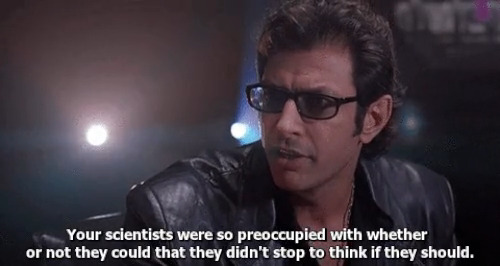 Your scientists were so preoccupied with whether
or not they could that they didn't stop to think if they should.